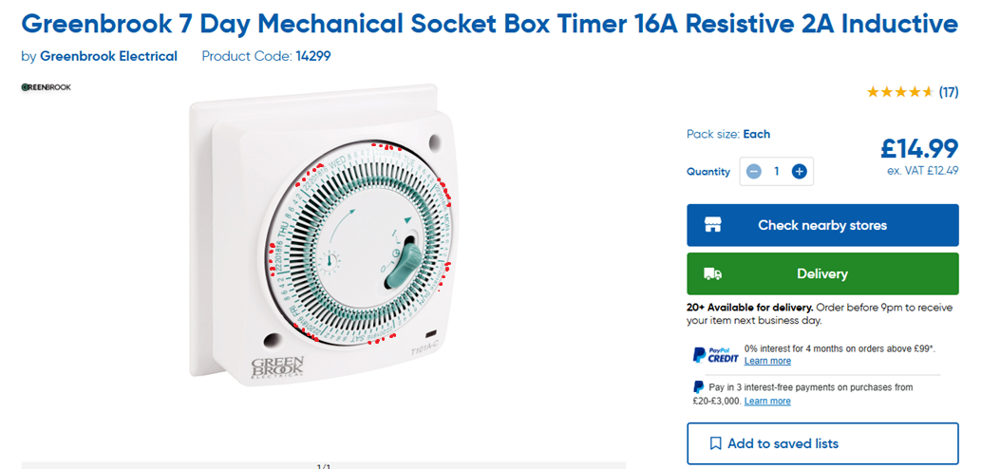 Greenbrook 7 Day Mechanical Socket Box Timer 16A Resistive 2A Inductive
by Greenbrook Electrical Product Code: 14299
GREENBROOK
(17)
Pack size: Each
£14.99
Quantity 1
ex. VAT £12.49
Check nearby stores
Delivery
20+ Available for delivery. Order before 9pm to receive
your item next business day.
PayPal CREDIT 0% interest for 4 months on orders above £99*.
Learn more
Pay in 3 interest-free payments on purchases from
£20-£3,000. Learn more
Add to saved lists
WED
THU
FRI
SAT
T101A-C
GREEN
BROOK
ELECTRICAL
1/1